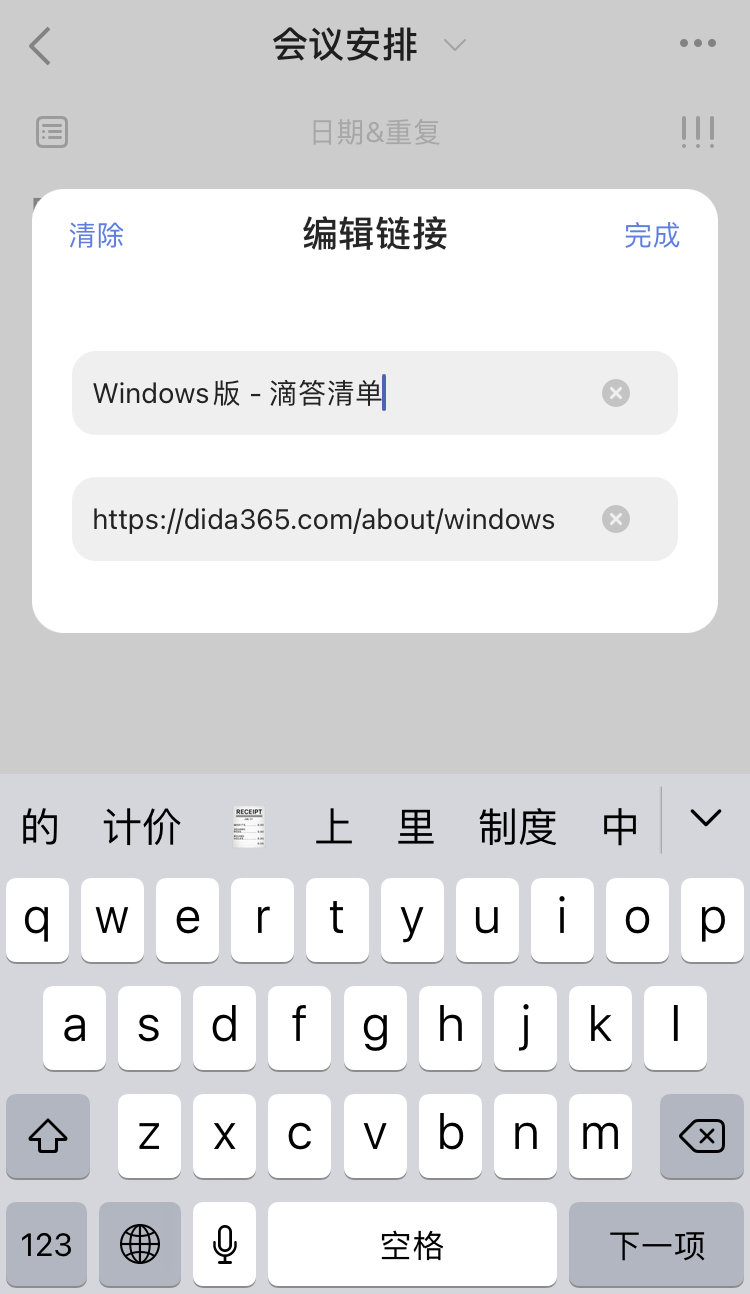 会议安排
日期&重复
清除 编辑链接 完成
Windows版 - 滴答清单
https://dida365.com/about/windows
的 计价 RECEIPT 上 里 制度 中
q w e r t y u i o p
a s d f g h j k l
z x c v b n m
123 空格 下一项